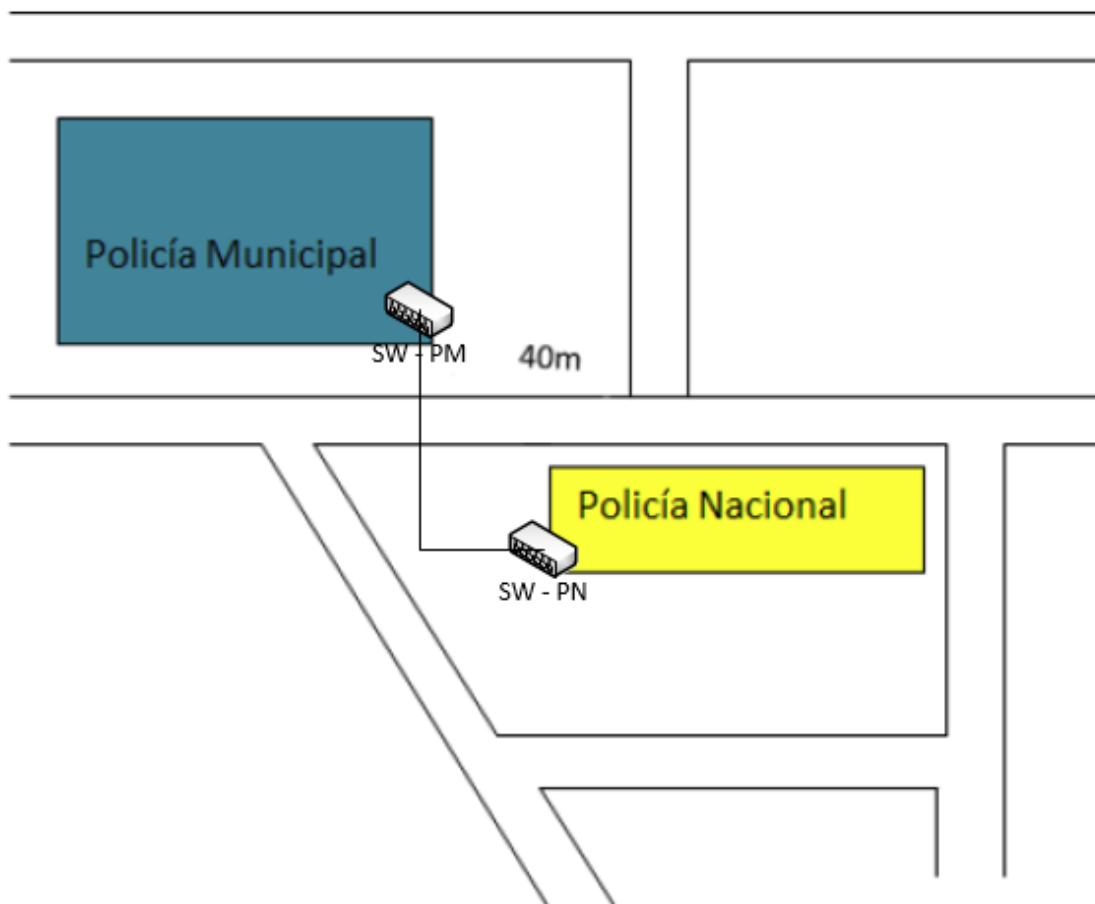 Policía Municipal
SW - PM
40m
Policía Nacional
SW - PN